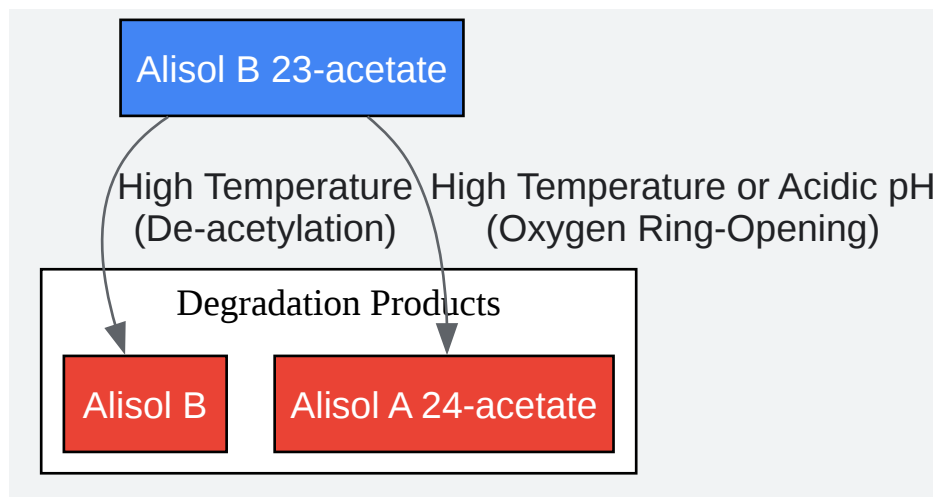 Alisol B 23-acetate
High Temperature
(De-acetylation)
High Temperature or Acidic pH
(Oxygen Ring-Opening)
Degradation Products
Alisol B
Alisol A 24-acetate